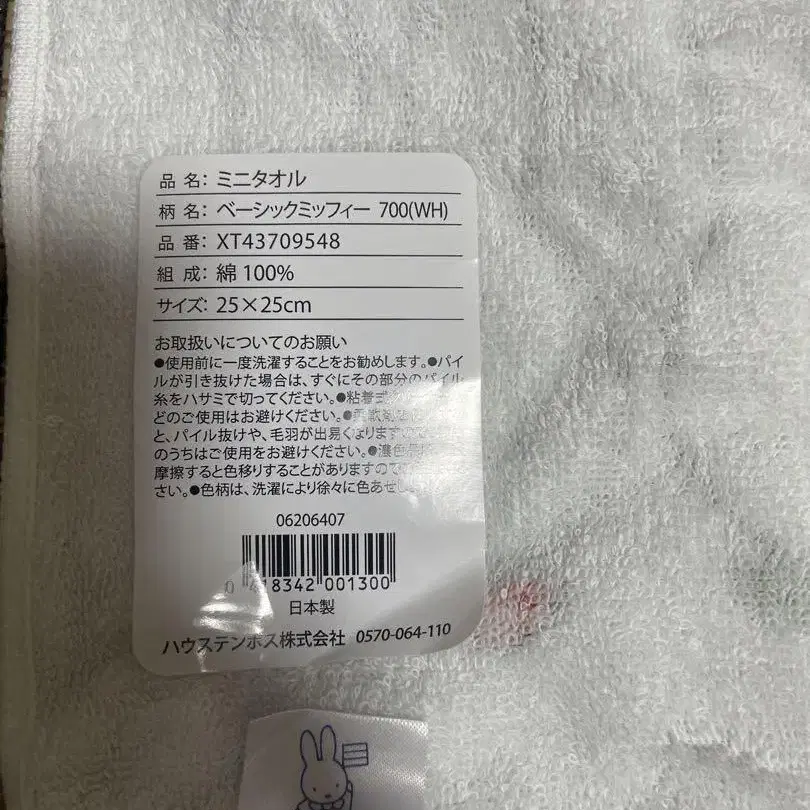 品 名: ミニタオル
柄 名: ベーシックミッフィー 700(WH)
品 番: XT43709548
組 成: 綿 100%
サイズ: 25×25cm
お取扱いについてのお願い
●使用前に一度洗濯することをお勧めします。●パイ
ルが引き抜けた場合は、すぐにその部分のパイル
糸をハサミで切ってください。●粘着式
どのご使用はお避けください。●柔軟剤
と、パイル抜けや、毛羽が出易くなりますので
のうちはご使用をお避けください。●濃色
摩擦すると色移りすることがありますので
さい。●色柄は、洗濯により徐々に色あせし
06206407
0 418342 001300
日本製
ハウステンボス株式会社 0570-064-110